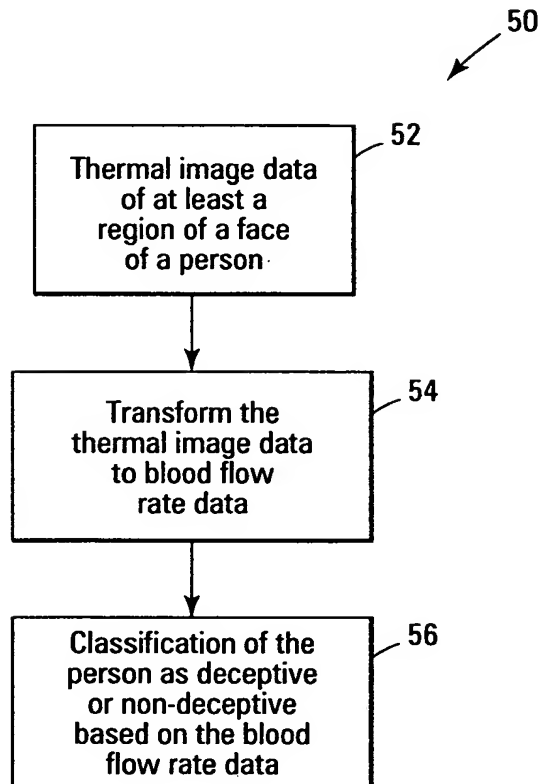 50
52
Thermal image data
of at least a
region of a face
of a person
54
Transform the
thermal image data
to blood flow
rate data
56
Classification of the
person as deceptive
or non-deceptive
based on the blood
flow rate data